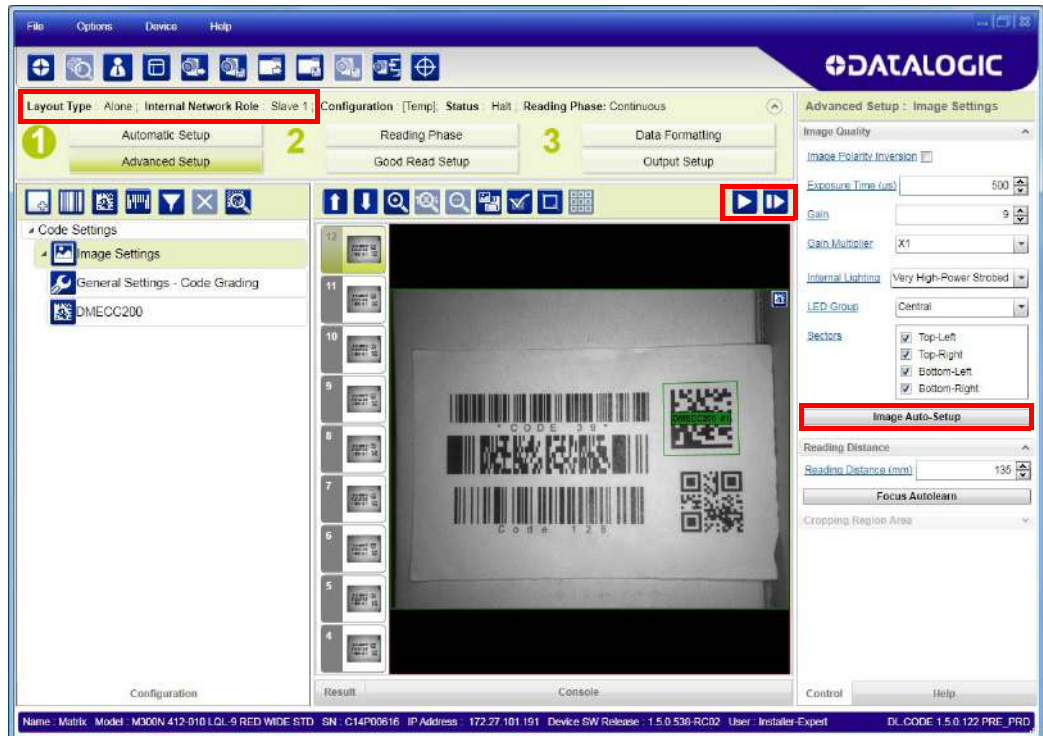 File Options Device Help
DATALOGIC
Layout Type : Alone ; Internal Network Role : Slave 1 ; Configuration : [Temp]; Status : Halt ; Reading Phase: Continuous
1 Automatic Setup 2 Reading Phase 3 Data Formatting
Advanced Setup Good Read Setup Output Setup
Code Settings
Image Settings
General Settings - Code Grading
DMECC200
Configuration
12
11
10
9
8
7
6
5
4
* CODE 39 *
Code 128
Result Console
Advanced Setup : Image Settings
Image Quality
Image Polarity Inversion
Exposure Time (us) 500
Gain 9
Gain Multiplier X1
Internal Lighting Very High-Power Strobed
LED Group Central
Sectors Top-Left
Top-Right
Bottom-Left
Bottom-Right
Image Auto-Setup
Reading Distance
Reading Distance (mm) 135
Focus Autolearn
Cropping Region Area
Control Help
Name : Matrix Model : M300N 412-010 LQL-9 RED WIDE STD SN : C14P00616 IP Address : 172.27.101.191 Device SW Release : 1.5.0.538-RC02 User : Installer-Expert DL.CODE 1.5.0.122 PRE_PRD